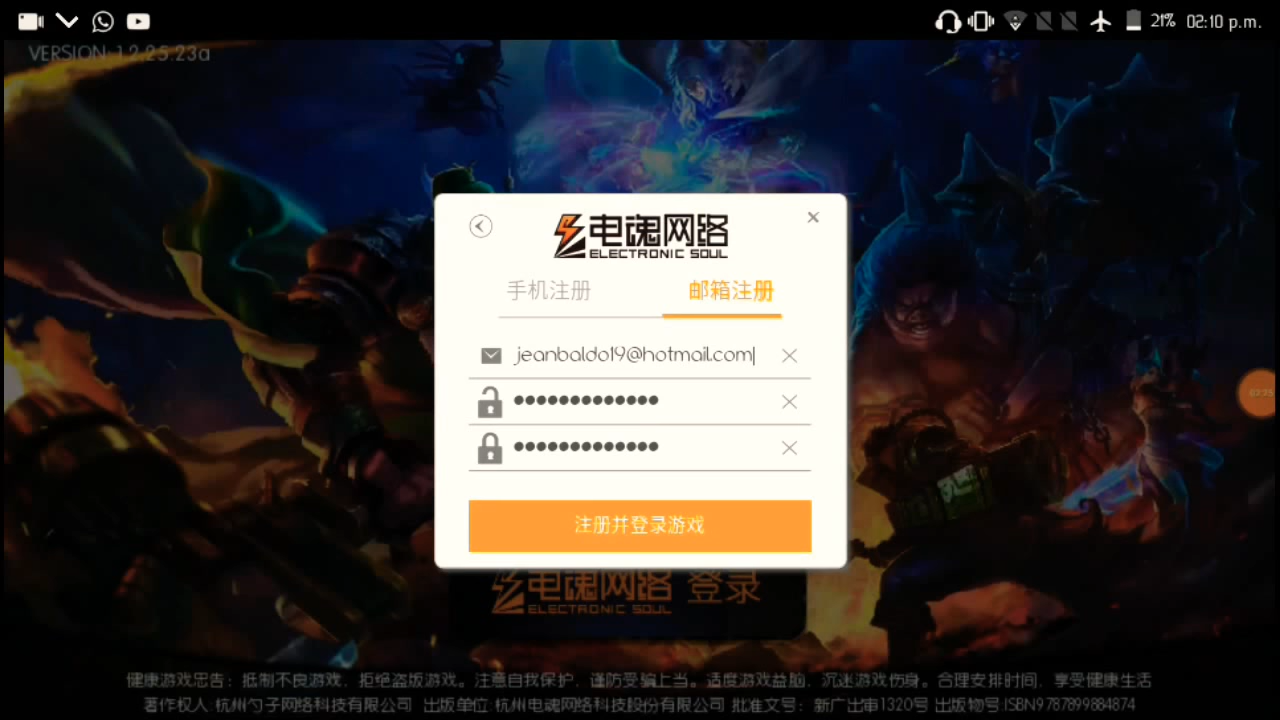 21% 02:10 p.m.
VERSION: 1.2.25.23a
电魂网络
ELECTRONIC SOUL
手机注册 邮箱注册
jeanbaldo19@hotmail.com
•••••••••••••
•••••••••••••
注册并登录游戏
电魂网络 登录
ELECTRONIC SOUL
健康游戏忠告：抵制不良游戏，拒绝盗版游戏。注意自我保护，谨防受骗上当。适度游戏益脑，沉迷游戏伤身。合理安排时间，享受健康生活
著作权人:杭州勺子网络科技有限公司 出版单位:杭州电魂网络科技股份有限公司 批准文号：新广出审1320号 出版物号:ISBN9787899884874